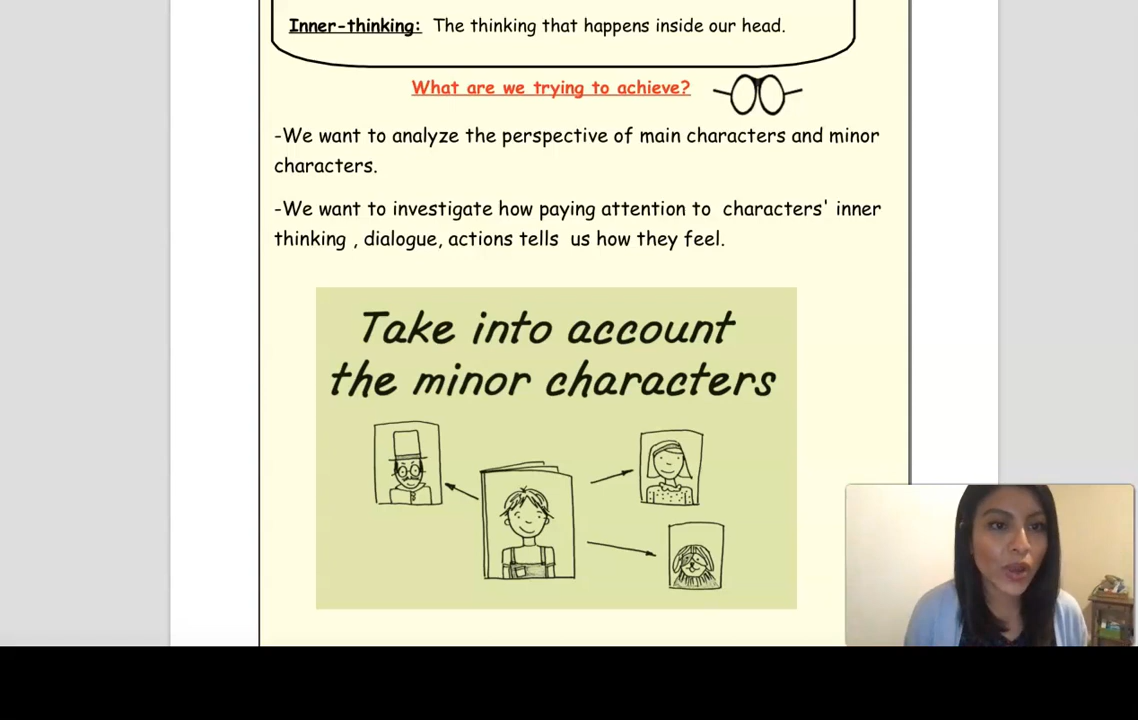 Inner-thinking: The thinking that happens inside our head.
What are we trying to achieve?
-We want to analyze the perspective of main characters and minor
characters.
-We want to investigate how paying attention to characters' inner
thinking , dialogue, actions tells us how they feel.
Take into account
the minor characters